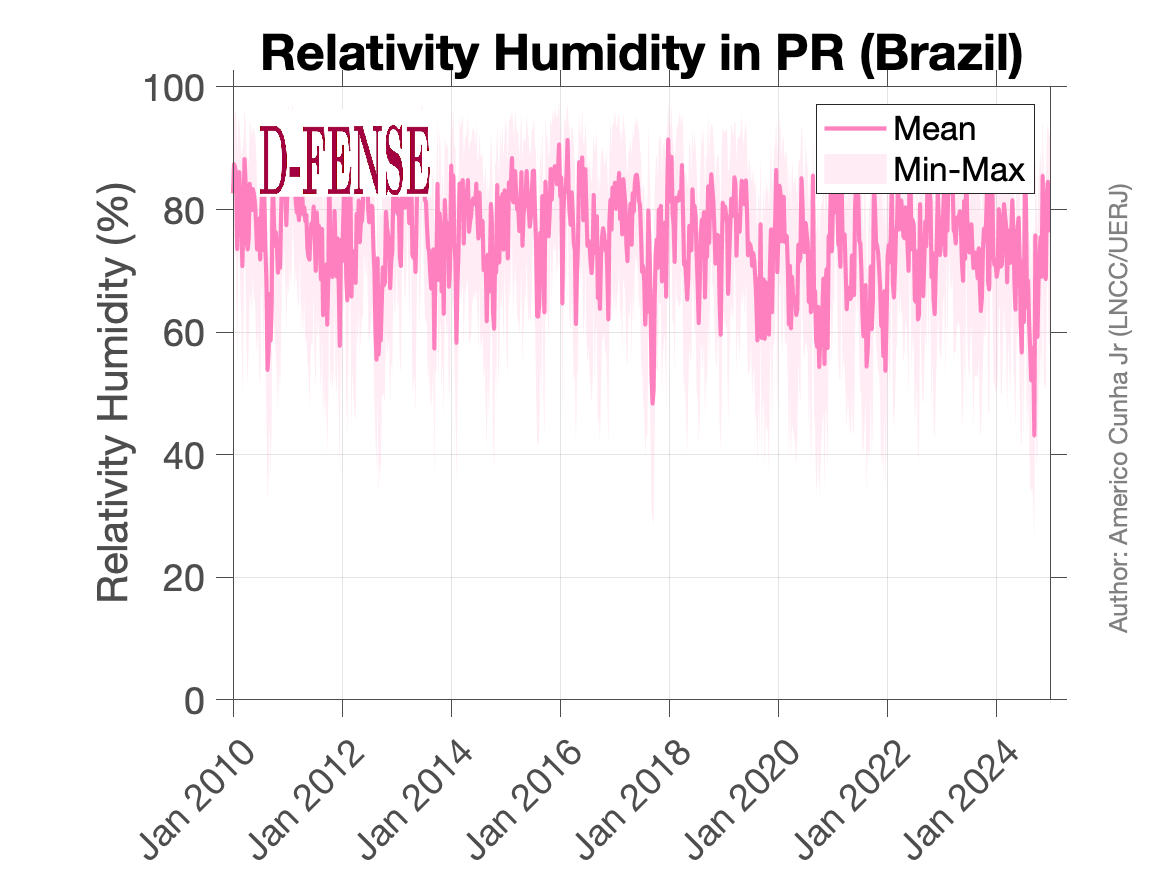 Relativity Humidity in PR (Brazil)
D-FENSE
Mean
Min-Max
100
80
60
40
20
0
Relativity Humidity (%)
Jan 2010
Jan 2012
Jan 2014
Jan 2016
Jan 2018
Jan 2020
Jan 2022
Jan 2024
Author: Americo Cunha Jr (LNCC/UERJ)